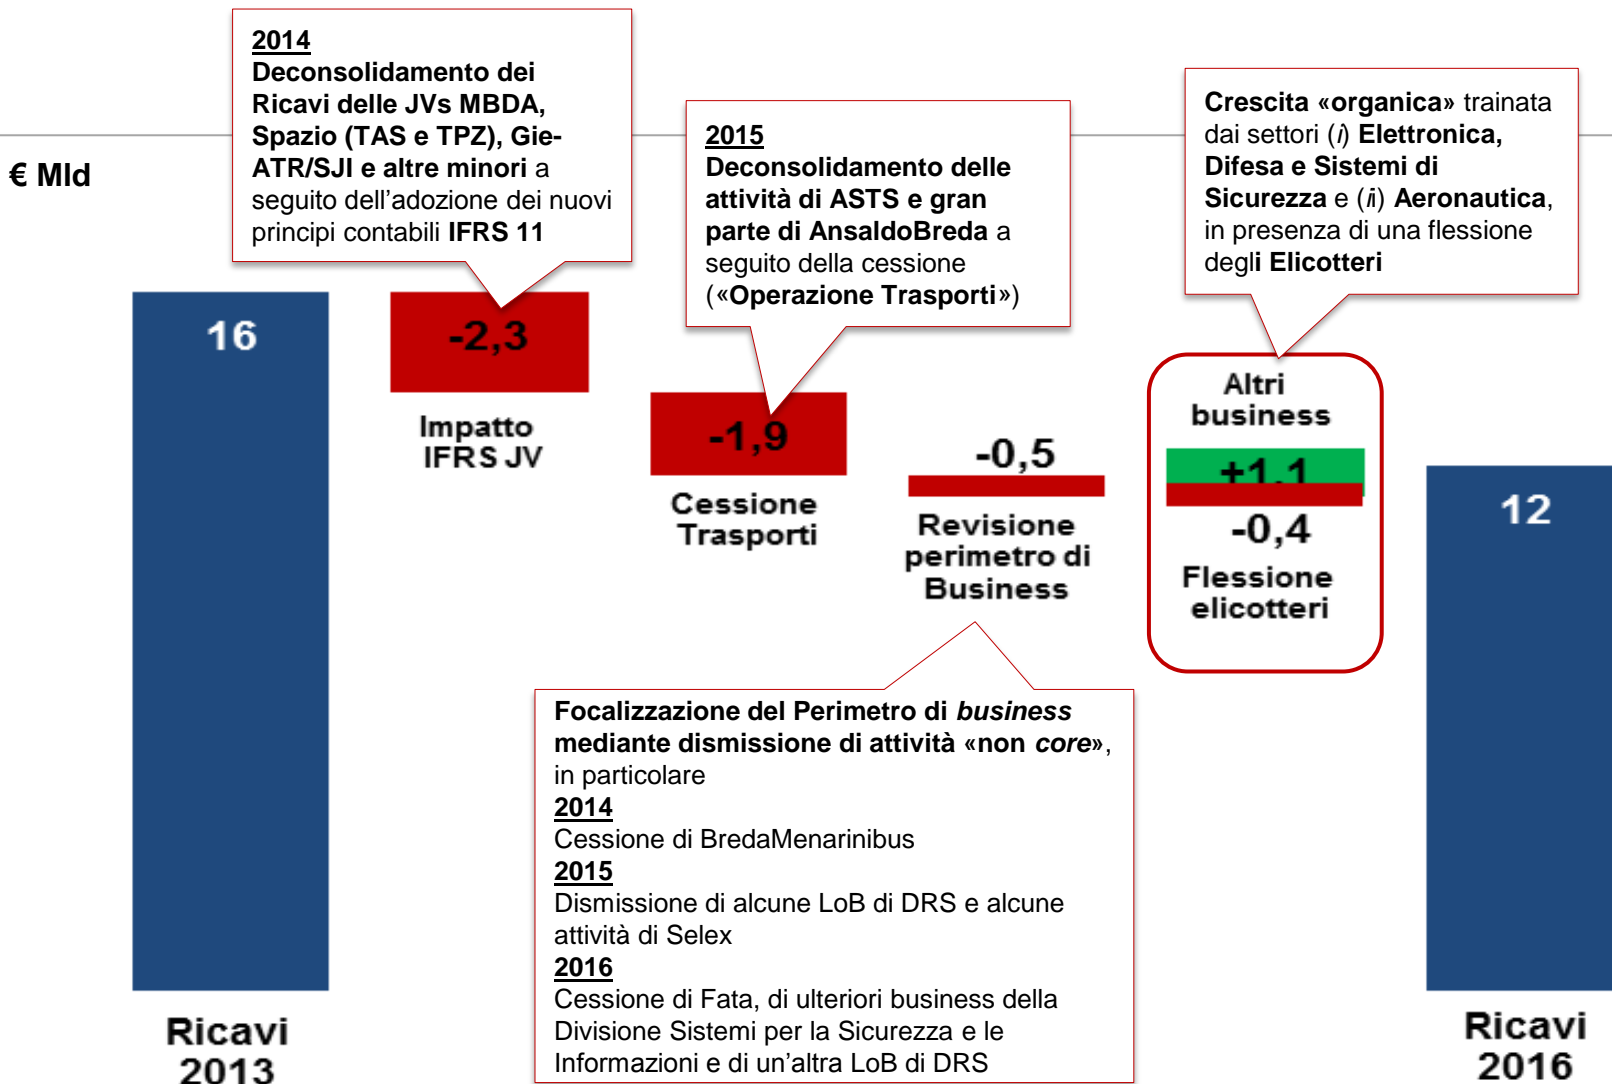 2014
Deconsolidamento dei
Ricavi delle JVs MBDA,
Spazio (TAS e TPZ), Gie-
ATR/SJI e altre minori a
seguito dell'adozione dei nuovi
principi contabili IFRS 11
2015
Deconsolidamento delle
attività di ASTS e gran
parte di AnsaldoBreda a
seguito della cessione
(«Operazione Trasporti»)
Crescita «organica» trainata
dai settori (i) Elettronica,
Difesa e Sistemi di
Sicurezza e (ii) Aeronautica,
in presenza di una flessione
degli Elicotteri
€ Mld
16
-2,3
Impatto
IFRS JV
-1,9
Cessione
Trasporti
-0,5
Revisione
perimetro di
Business
Altri
business
+1,1
-0,4
Flessione
elicotteri
12
Focalizzazione del Perimetro di business
mediante dismissione di attività «non core»,
in particolare
2014
Cessione di BredaMenarinibus
2015
Dismissione di alcune LoB di DRS e alcune
attività di Selex
2016
Cessione di Fata, di ulteriori business della
Divisione Sistemi per la Sicurezza e le
Informazioni e di un'altra LoB di DRS
Ricavi
2013
Ricavi
2016